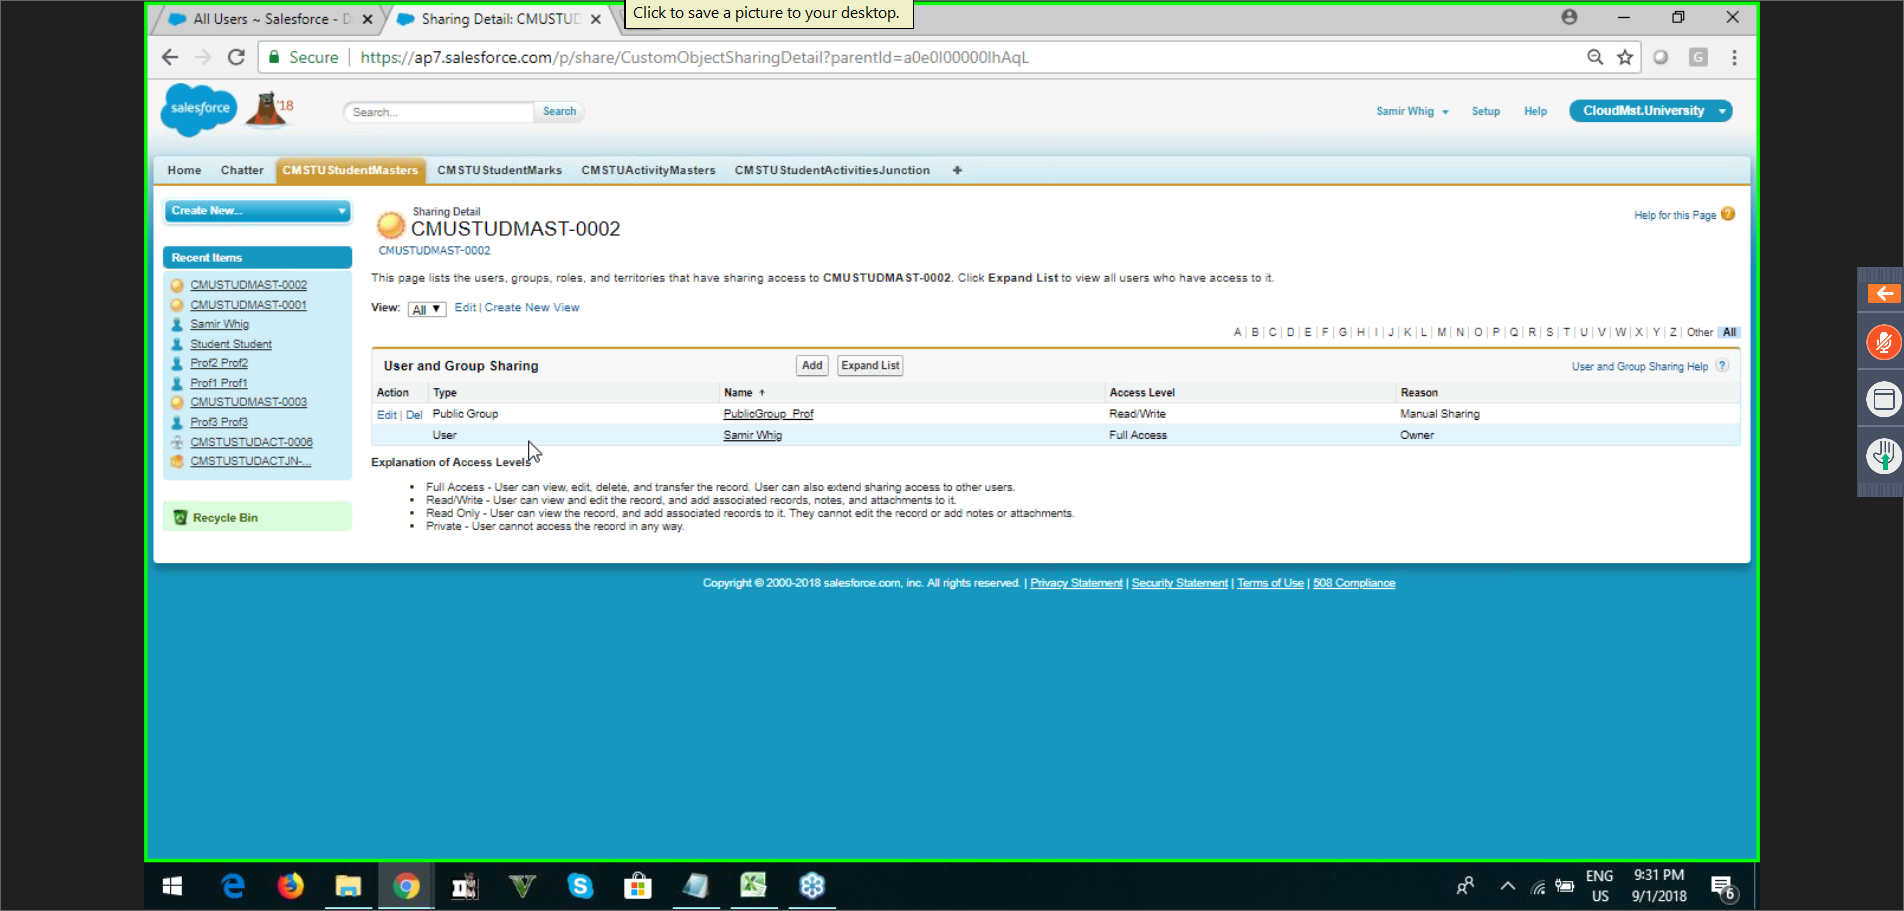 All Users ~ Salesforce - D
Sharing Detail: CMUSTUD
Click to save a picture to your desktop.
Secure
https://ap7.salesforce.com/p/share/CustomObjectSharingDetail?parentId=a0e0I00000IhAqL
G
salesforce
'18
Search...
Search
Samir Whig
Setup
Help
CloudMst.University
Home
Chatter
CMSTUStudentMasters
CMSTUStudentMarks
CMSTUActivityMasters
CMSTUStudentActivitiesJunction
+
Create New...
Recent Items
CMUSTUDMAST-0002
CMUSTUDMAST-0001
Samir Whig
Student Student
Prof2 Prof2
Prof1 Prof1
CMUSTUDMAST-0003
Prof3 Prof3
CMSTUSTUDACT-0006
CMSTUSTUDACTJN-...
Recycle Bin
Sharing Detail
CMUSTUDMAST-0002
CMUSTUDMAST-0002
Help for this Page ?
This page lists the users, groups, roles, and territories that have sharing access to CMUSTUDMAST-0002. Click Expand List to view all users who have access to it.
View: All Edit | Create New View
A | B | C | D | E | F | G | H | I | J | K | L | M | N | O | P | Q | R | S | T | U | V | W | X | Y | Z | Other All
User and Group Sharing
Add
Expand List
User and Group Sharing Help ?
Action Type Name Access Level Reason
Edit | Del Public Group PublicGroup_Prof Read/Write Manual Sharing
User Samir Whig Full Access Owner
Explanation of Access Levels
• Full Access - User can view, edit, delete, and transfer the record. User can also extend sharing access to other users.
• Read/Write - User can view and edit the record, and add associated records, notes, and attachments to it.
• Read Only - User can view the record, and add associated records to it. They cannot edit the record or add notes or attachments.
• Private - User cannot access the record in any way.
Copyright © 2000-2018 salesforce.com, inc. All rights reserved. | Privacy Statement | Security Statement | Terms of Use | 508 Compliance
ENG
US
9:31 PM
9/1/2018
6